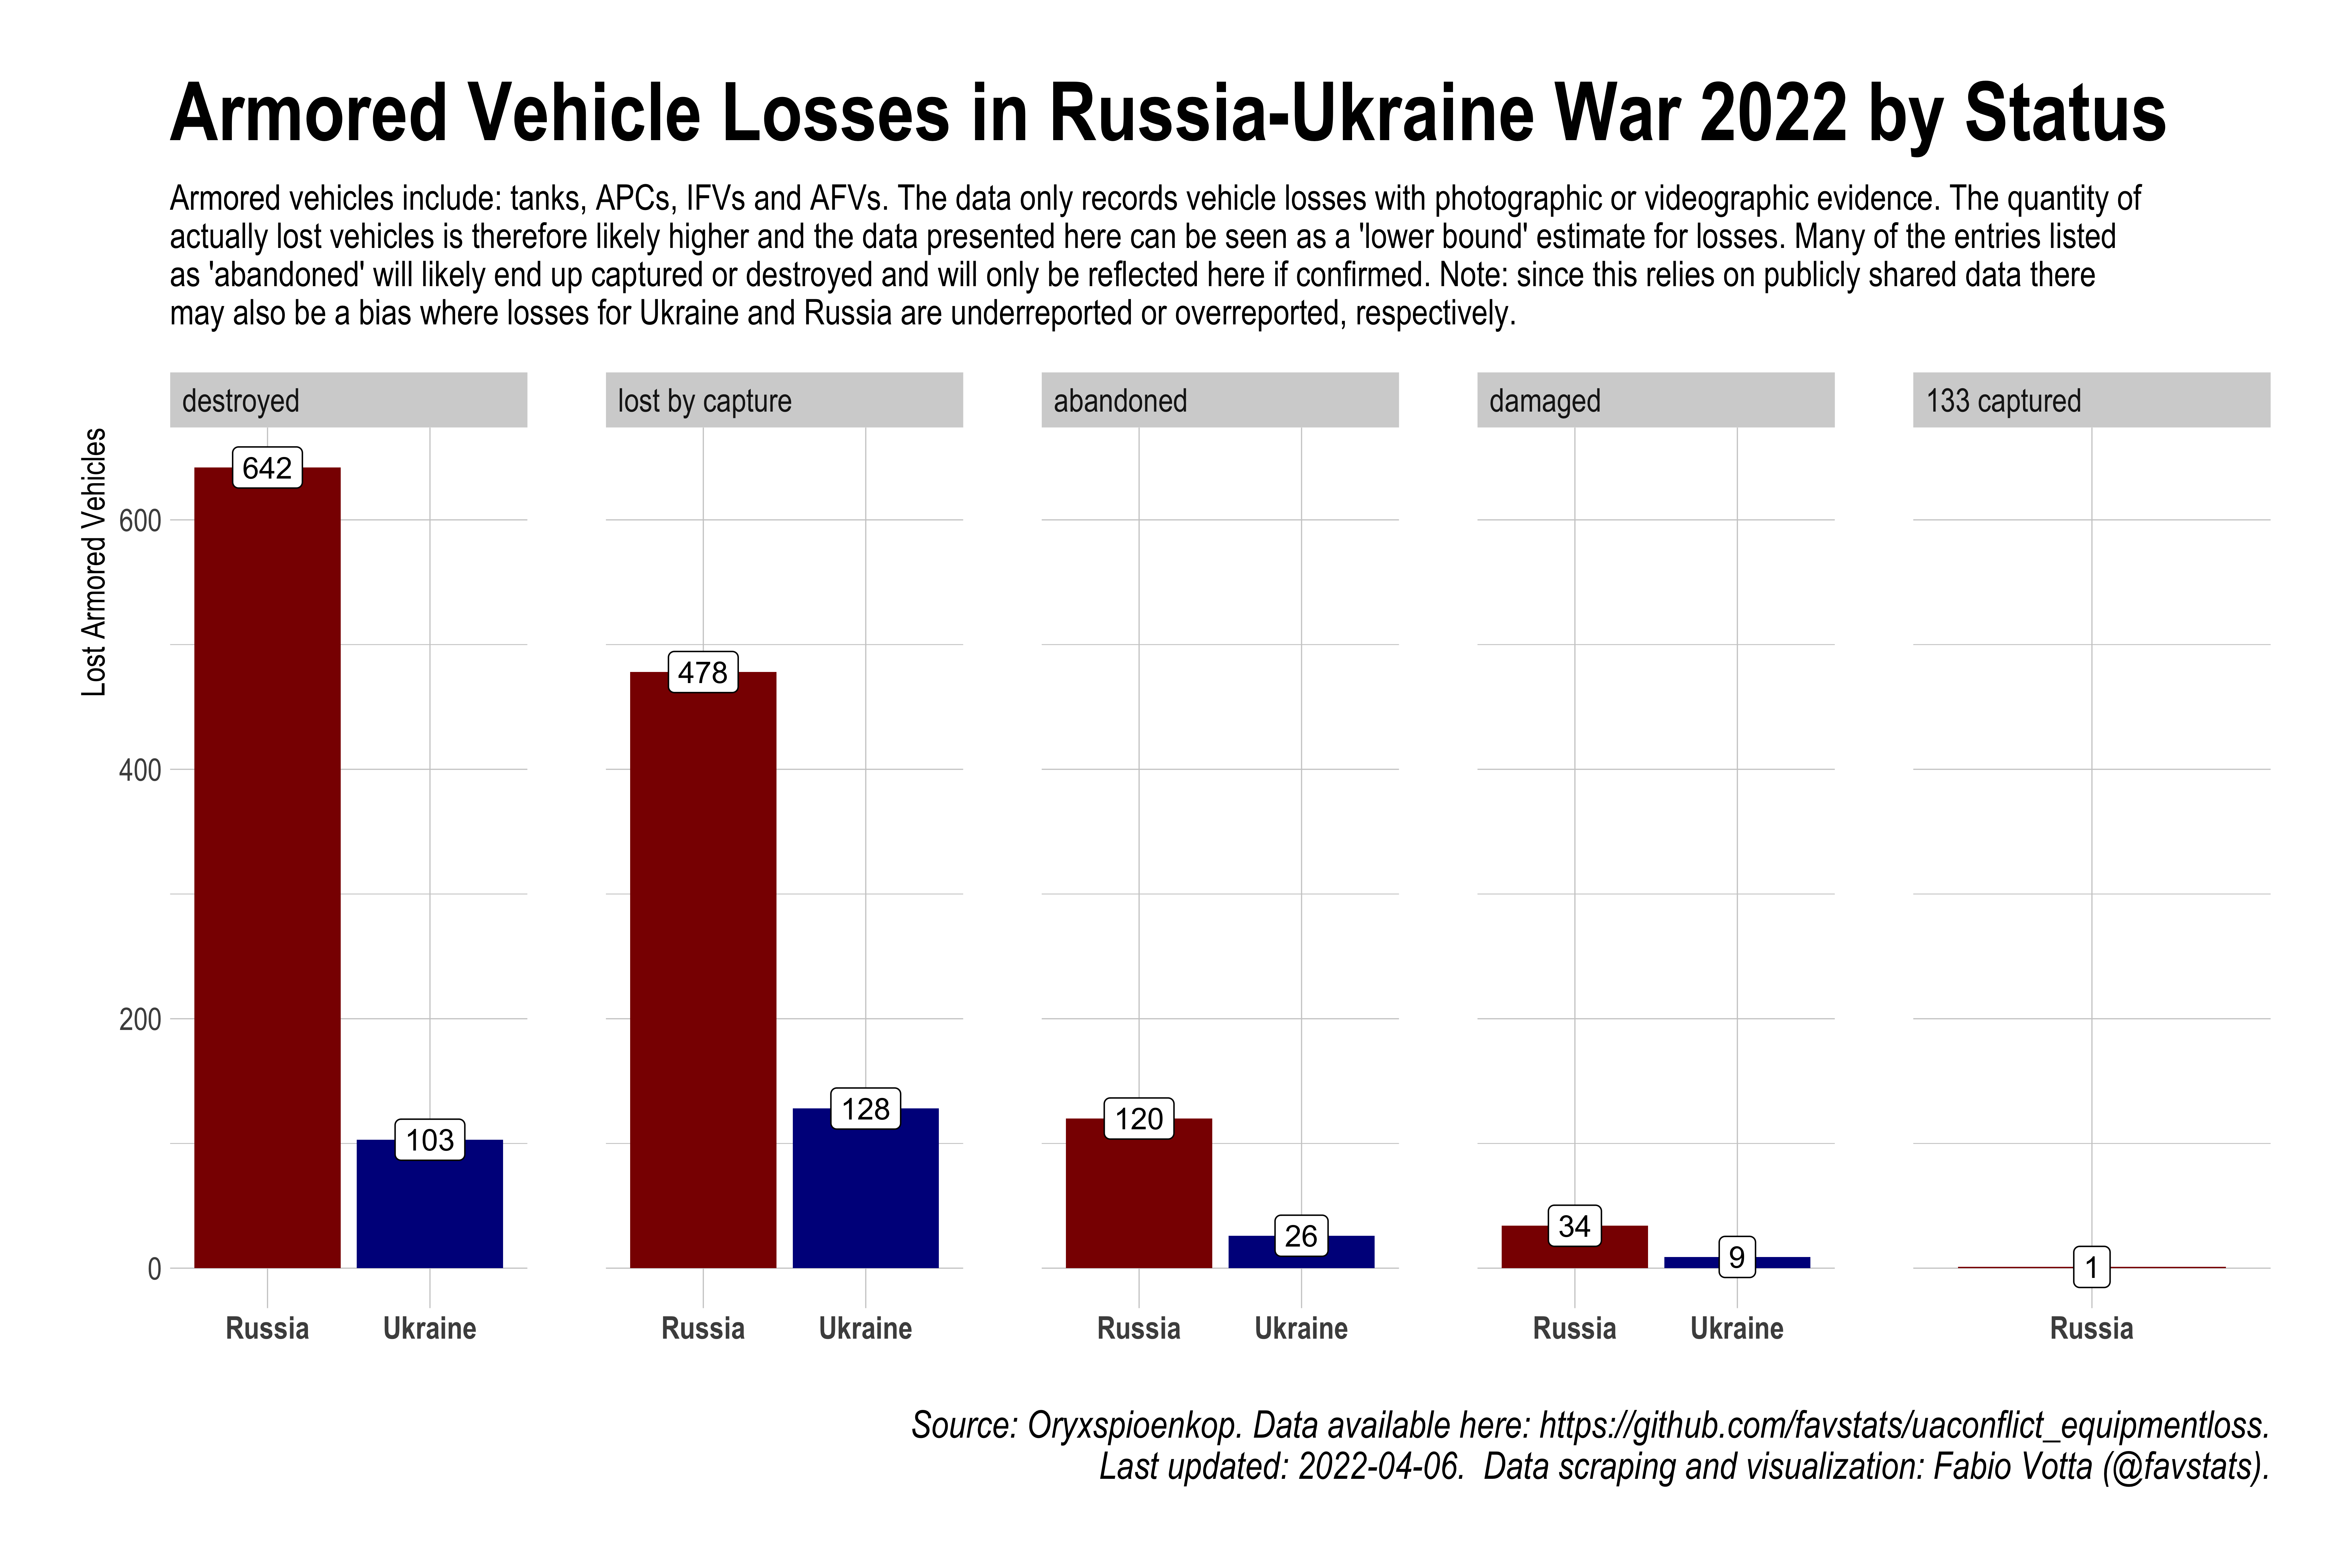 Armored Vehicle Losses in Russia-Ukraine War 2022 by Status
Armored vehicles include: tanks, APCs, IFVs and AFVs. The data only records vehicle losses with photographic or videographic evidence. The quantity of
actually lost vehicles is therefore likely higher and the data presented here can be seen as a 'lower bound' estimate for losses. Many of the entries listed
as 'abandoned' will likely end up captured or destroyed and will only be reflected here if confirmed. Note: since this relies on publicly shared data there
may also be a bias where losses for Ukraine and Russia are underreported or overreported, respectively.
destroyed
lost by capture
abandoned
damaged
133 captured
Lost Armored Vehicles
600
400
200
0
642
103
478
128
120
26
34
9
1
Russia
Ukraine
Russia
Ukraine
Russia
Ukraine
Russia
Ukraine
Russia
Source: Oryxspioenkop. Data available here: https://github.com/favstats/uaconflict_equipmentloss.
Last updated: 2022-04-06.  Data scraping and visualization: Fabio Votta (@favstats).